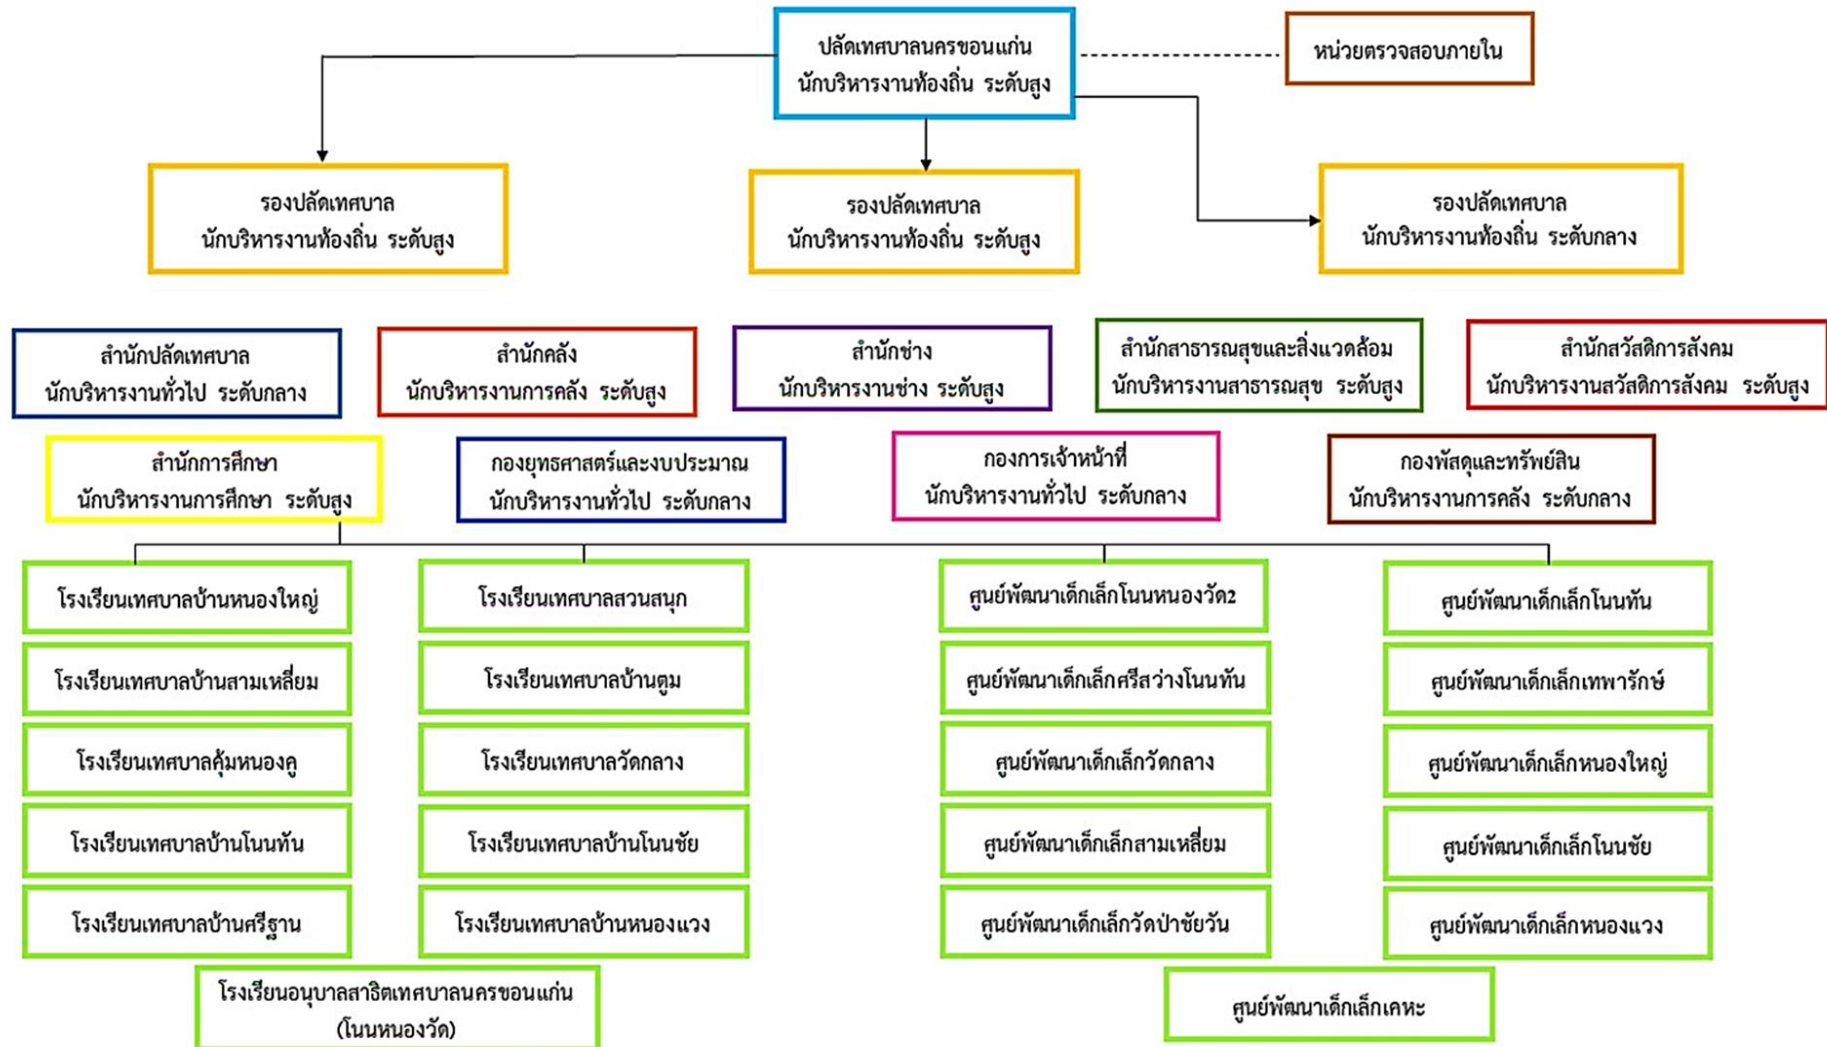 ปลัดเทศบาลนครขอนแก่น
นักบริหารงานท้องถิ่น ระดับสูง
หน่วยตรวจสอบภายใน
รองปลัดเทศบาล
นักบริหารงานท้องถิ่น ระดับสูง
รองปลัดเทศบาล
นักบริหารงานท้องถิ่น ระดับสูง
รองปลัดเทศบาล
นักบริหารงานท้องถิ่น ระดับกลาง
สำนักปลัดเทศบาล
นักบริหารงานทั่วไป ระดับกลาง
สำนักคลัง
นักบริหารงานการคลัง ระดับสูง
สำนักช่าง
นักบริหารงานช่าง ระดับสูง
สำนักสาธารณสุขและสิ่งแวดล้อม
นักบริหารงานสาธารณสุข ระดับสูง
สำนักสวัสดิการสังคม
นักบริหารงานสวัสดิการสังคม ระดับสูง
สำนักการศึกษา
นักบริหารงานการศึกษา ระดับสูง
กองยุทธศาสตร์และงบประมาณ
นักบริหารงานทั่วไป ระดับกลาง
กองการเจ้าหน้าที่
นักบริหารงานทั่วไป ระดับกลาง
กองพัสดุและทรัพย์สิน
นักบริหารงานการคลัง ระดับกลาง
โรงเรียนเทศบาลบ้านหนองใหญ่
โรงเรียนเทศบาลสวนสนุก
ศูนย์พัฒนาเด็กเล็กโนนหนองวัด2
ศูนย์พัฒนาเด็กเล็กโนนทัน
โรงเรียนเทศบาลบ้านสามเหลี่ยม
โรงเรียนเทศบาลบ้านตูม
ศูนย์พัฒนาเด็กเล็กศรีสว่างโนนทัน
ศูนย์พัฒนาเด็กเล็กเทพารักษ์
โรงเรียนเทศบาลคุ้มหนองคู
โรงเรียนเทศบาลวัดกลาง
ศูนย์พัฒนาเด็กเล็กวัดกลาง
ศูนย์พัฒนาเด็กเล็กหนองใหญ่
โรงเรียนเทศบาลบ้านโนนทัน
โรงเรียนเทศบาลบ้านโนนชัย
ศูนย์พัฒนาเด็กเล็กสามเหลี่ยม
ศูนย์พัฒนาเด็กเล็กโนนชัย
โรงเรียนเทศบาลบ้านศรีฐาน
โรงเรียนเทศบาลบ้านหนองแวง
ศูนย์พัฒนาเด็กเล็กวัดป่าชัยวัน
ศูนย์พัฒนาเด็กเล็กหนองแวง
โรงเรียนอนุบาลสาธิตเทศบาลนครขอนแก่น
(โนนหนองวัด)
ศูนย์พัฒนาเด็กเล็กเคหะ